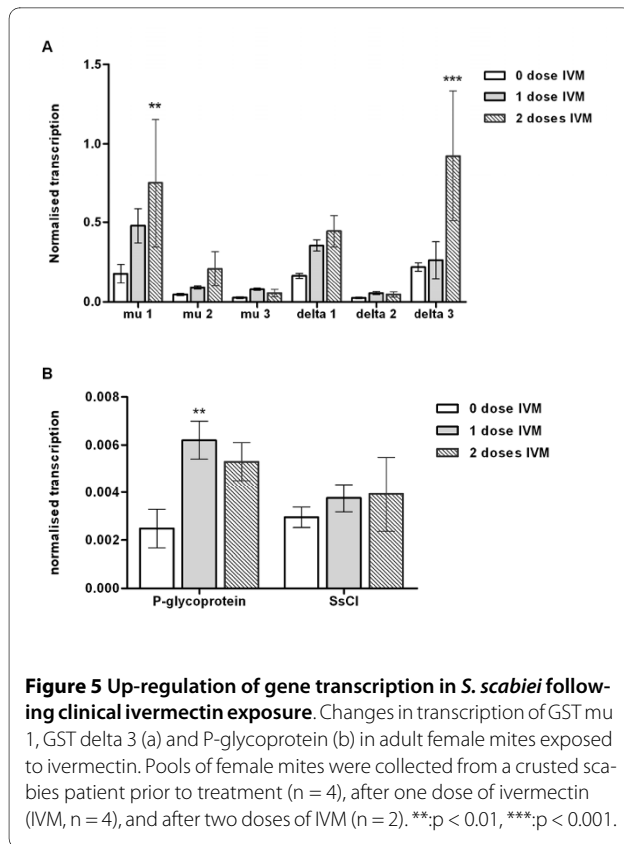 A
Normalised transcription
1.5
1.0
0.5
0.0
**
***
0 dose IVM
1 dose IVM
2 doses IVM
mu 1 mu 2 mu 3 delta 1 delta 2 delta 3
B
normalised transcription
0.008
0.006
0.004
0.002
0.000
**
0 dose IVM
1 dose IVM
2 doses IVM
P-glycoprotein SsCl
Figure 5 Up-regulation of gene transcription in S. scabiei follow-
ing clinical ivermectin exposure. Changes in transcription of GST mu
1, GST delta 3 (a) and P-glycoprotein (b) in adult female mites exposed
to ivermectin. Pools of female mites were collected from a crusted sca-
bies patient prior to treatment (n = 4), after one dose of ivermectin
(IVM, n = 4), and after two doses of IVM (n = 2). **:p < 0.01, ***:p < 0.001.